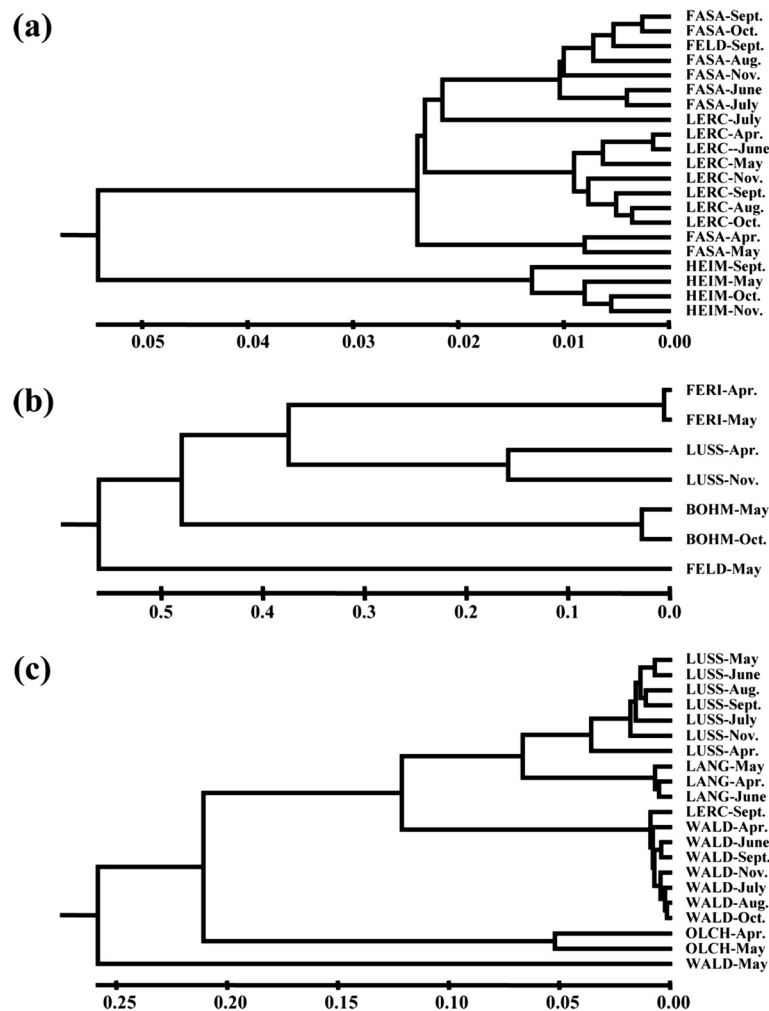 (a)
FASA-Sept.
FASA-Oct.
FELD-Sept.
FASA-Aug.
FASA-Nov.
FASA-June
FASA-July
LERC-July
LERC-Apr.
LERC--June
LERC-May
LERC-Nov.
LERC-Sept.
LERC-Aug.
LERC-Oct.
FASA-Apr.
FASA-May
HEIM-Sept.
HEIM-May
HEIM-Oct.
HEIM-Nov.
0.05 0.04 0.03 0.02 0.01 0.00
(b)
FERI-Apr.
FERI-May
LUSS-Apr.
LUSS-Nov.
BOHM-May
BOHM-Oct.
FELD-May
0.5 0.4 0.3 0.2 0.1 0.0
(c)
LUSS-May
LUSS-June
LUSS-Aug.
LUSS-Sept.
LUSS-July
LUSS-Nov.
LUSS-Apr.
LANG-May
LANG-Apr.
LANG-June
LERC-Sept.
WALD-Apr.
WALD-June
WALD-Sept.
WALD-Nov.
WALD-July
WALD-Aug.
WALD-Oct.
OLCH-Apr.
OLCH-May
WALD-May
0.25 0.20 0.15 0.10 0.05 0.00